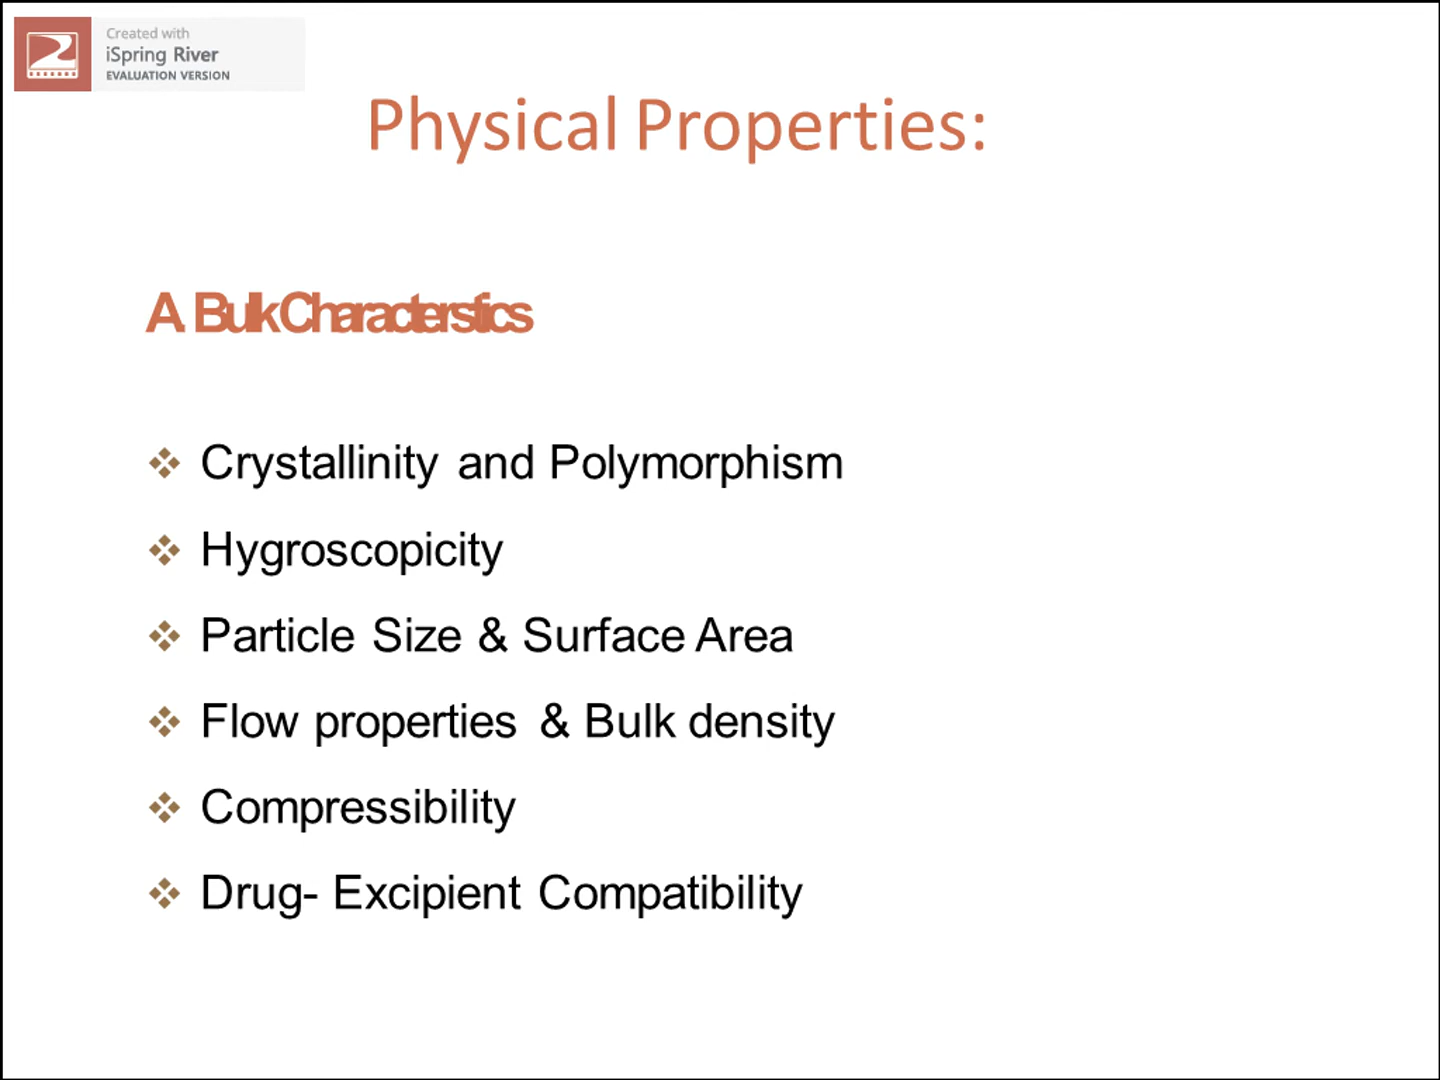 Created with
iSpring River
EVALUATION VERSION
Physical Properties:
A. Bulk Characterstics
❖ Crystallinity and Polymorphism
❖ Hygroscopicity
❖ Particle Size & Surface Area
❖ Flow properties & Bulk density
❖ Compressibility
❖ Drug- Excipient Compatibility